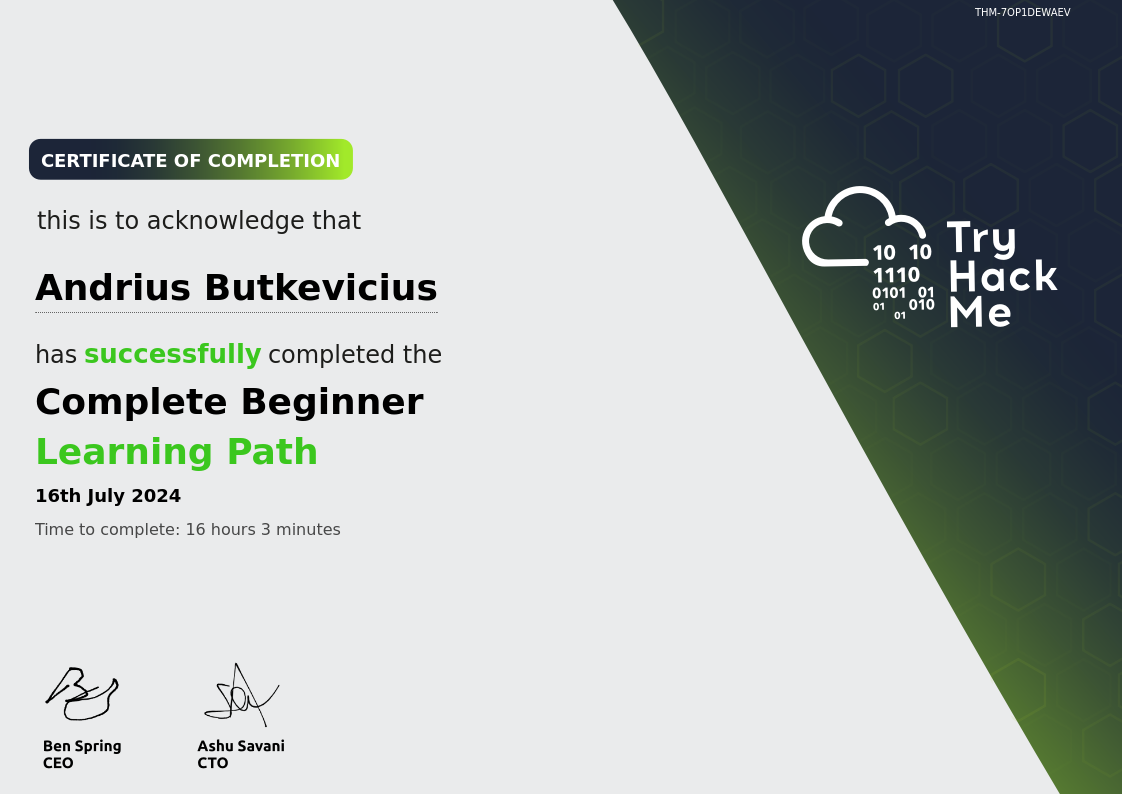 THM-7OP1DEWAEV
CERTIFICATE OF COMPLETION
this is to acknowledge that
Andrius Butkevicius
has successfully completed the
Complete Beginner
Learning Path
16th July 2024
Time to complete: 16 hours 3 minutes
10 10
1110
0101 01
01 010
01
Try
Hack
Me
Ben Spring
CEO
Ashu Savani
CTO